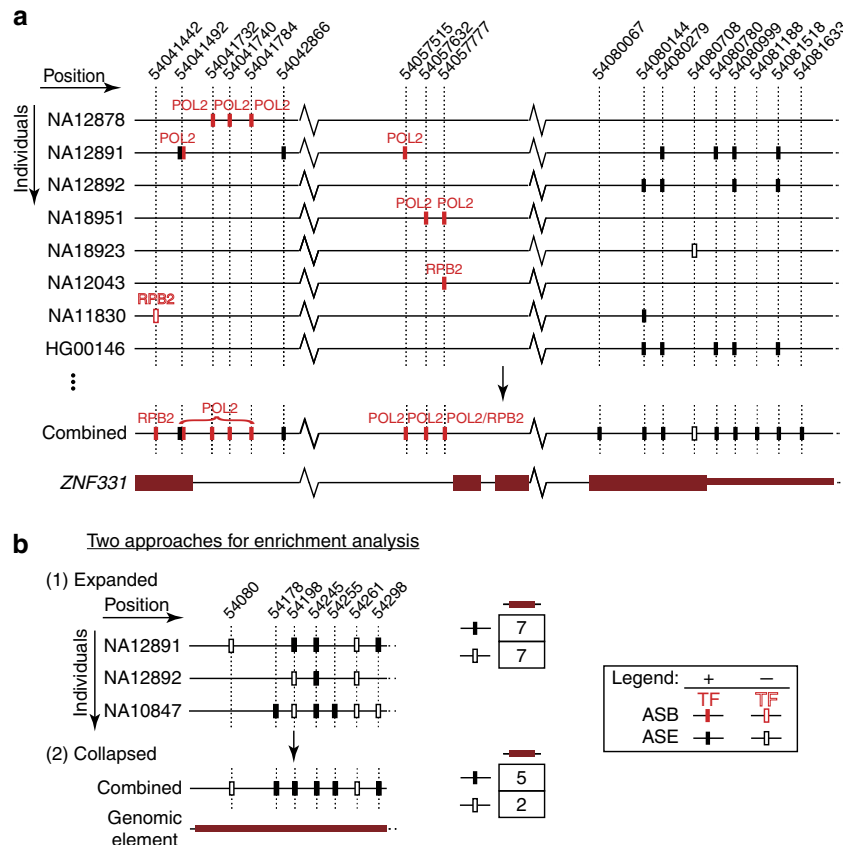 a
54041442 54041492 54041732 54041740 54041784 54042866 54057515 54057632 54057777 54080067 54080144 54080279 54080708 54080780 54080999 54081188 54081518 54081633
Position
Individuals
POL2 POL2 POL2
NA12878
POL2 POL2
NA12891
NA12892
POL2 POL2
NA18951
NA18923
RPB2
NA12043
RPB2
NA11830
HG00146
RPB2 POL2 POL2 POL2 POL2/RPB2
Combined
ZNF331
b Two approaches for enrichment analysis
(1) Expanded
54080 54178 54198 54245 54255 54261 54298
Position
Individuals
NA12891
7
7
NA12892
NA10847
Legend: + −
TF TF
ASB
ASE
(2) Collapsed
Combined
5
2
Genomic
element